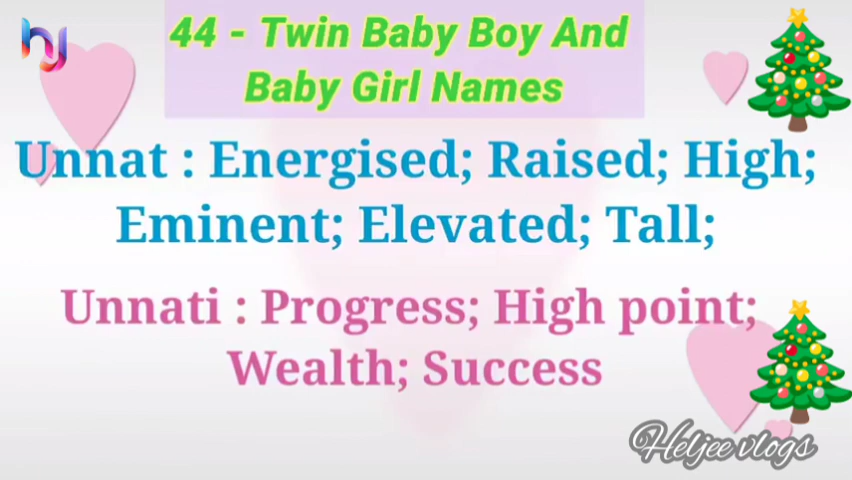 hj
44 - Twin Baby Boy And
Baby Girl Names
Unnat : Energised; Raised; High;
Eminent; Elevated; Tall;
Unnati : Progress; High point;
Wealth; Success
Heljee vlogs